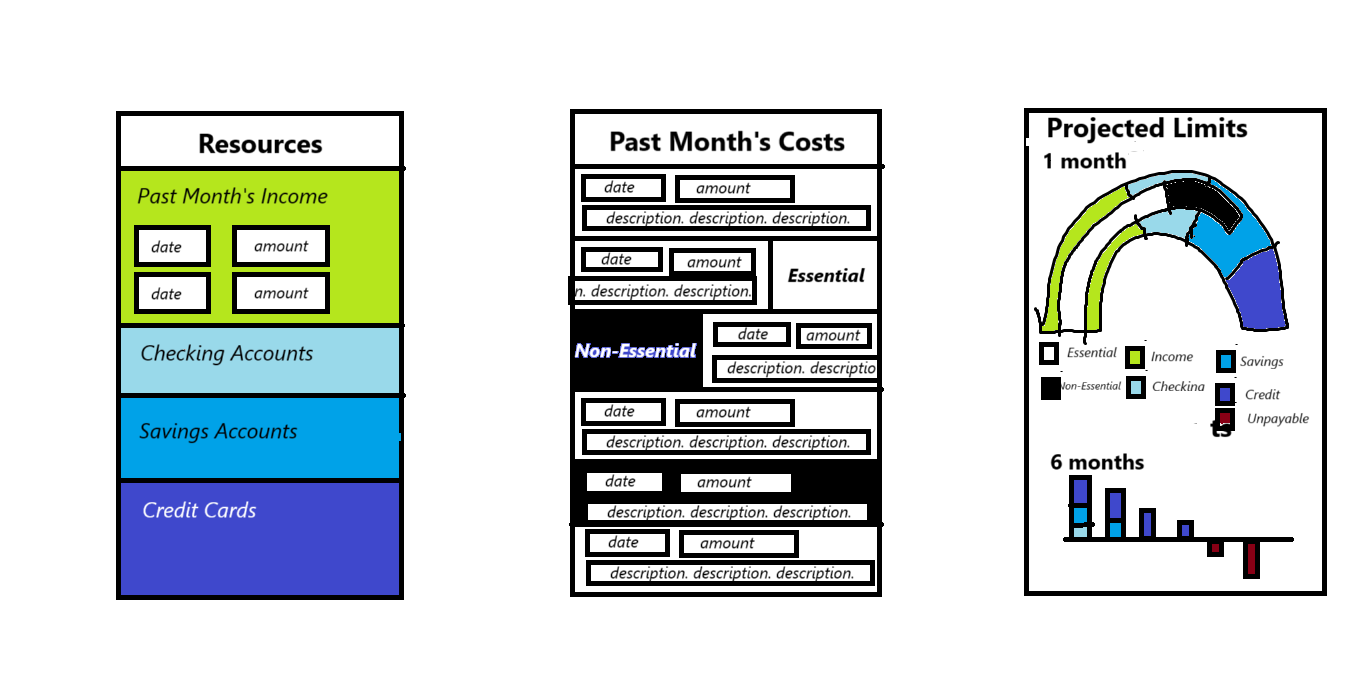 Resources
Past Month's Income
date amount
date amount
Checking Accounts
Savings Accounts
Credit Cards
Past Month's Costs
date amount
description. description. description.
date amount
n. description. description.
Essential
Non-Essential
date amount
description. descriptio
date amount
description. description. description.
date amount
description. description. description.
date amount
description. description. description.
Projected Limits
1 month
Essential Income Savings
Non-Essential Checking Credit
Unpayable
ts
6 months